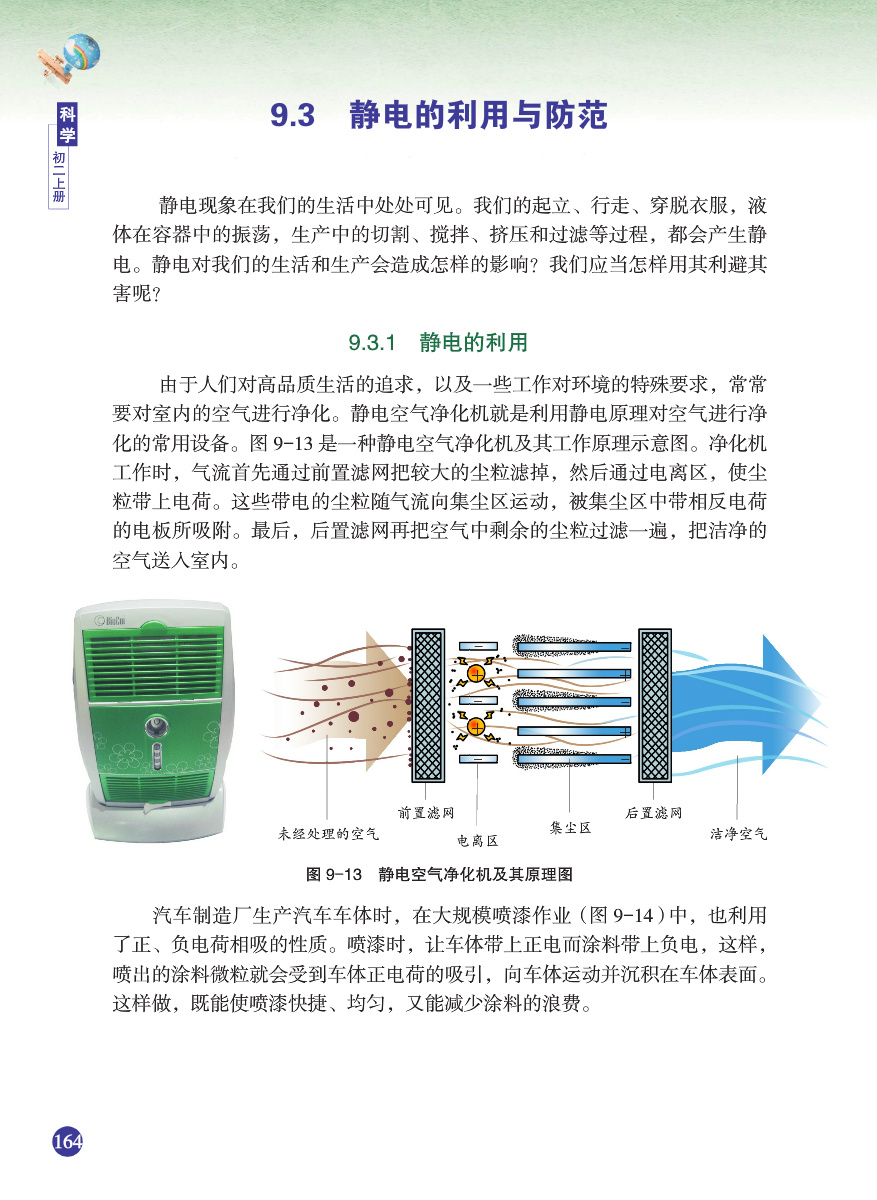 科学
初二上册
9.3 静电的利用与防范
静电现象在我们的生活中处处可见。我们的起立、行走、穿脱衣服，液
体在容器中的振荡，生产中的切割、搅拌、挤压和过滤等过程，都会产生静
电。静电对我们的生活和生产会造成怎样的影响？我们应当怎样用其利避其
害呢？
9.3.1 静电的利用
由于人们对高品质生活的追求，以及一些工作对环境的特殊要求，常常
要对室内的空气进行净化。静电空气净化机就是利用静电原理对空气进行净
化的常用设备。图 9-13 是一种静电空气净化机及其工作原理示意图。净化机
工作时，气流首先通过前置滤网把较大的尘粒滤掉，然后通过电离区，使尘
粒带上电荷。这些带电的尘粒随气流向集尘区运动，被集尘区中带相反电荷
的电板所吸附。最后，后置滤网再把空气中剩余的尘粒过滤一遍，把洁净的
空气送入室内。
未经处理的空气
前置滤网
电离区
集尘区
后置滤网
洁净空气
图 9-13 静电空气净化机及其原理图
汽车制造厂生产汽车车体时，在大规模喷漆作业（图 9-14）中，也利用
了正、负电荷相吸的性质。喷漆时，让车体带上正电而涂料带上负电，这样，
喷出的涂料微粒就会受到车体正电荷的吸引，向车体运动并沉积在车体表面。
这样做，既能使喷漆快捷、均匀，又能减少涂料的浪费。
164